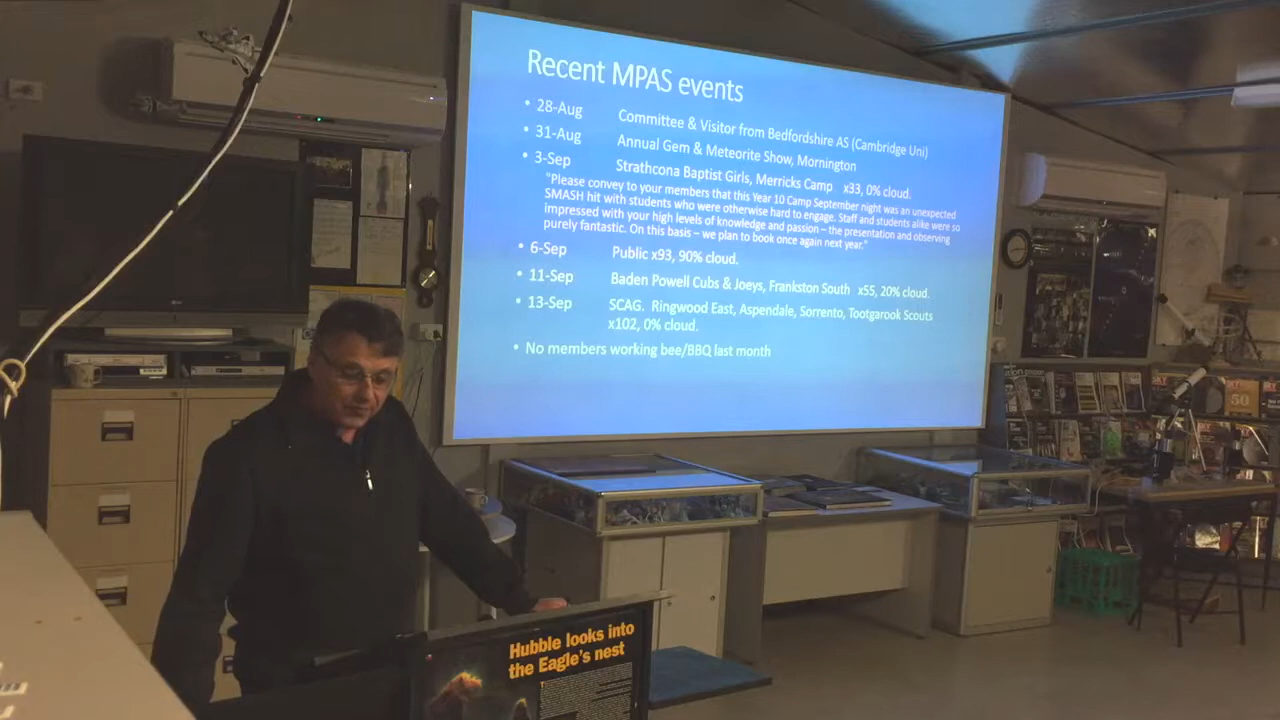 Recent MPAS events
• 28-Aug Committee & Visitor from Bedfordshire AS (Cambridge Uni)
• 31-Aug Annual Gem & Meteorite Show, Mornington
• 3-Sep Strathcona Baptist Girls, Merricks Camp x33, 0% cloud.
"Please convey to your members that this Year 10 Camp September night was an unexpected
SMASH hit with students who were otherwise hard to engage. Staff and students alike were so
impressed with your high levels of knowledge and passion – the presentation and observing
purely fantastic. On this basis – we plan to book once again next year."
• 6-Sep Public x93, 90% cloud.
• 11-Sep Baden Powell Cubs & Joeys, Frankston South x55, 20% cloud.
• 13-Sep SCAG. Ringwood East, Aspendale, Sorrento, Tootgarook Scouts
x102, 0% cloud.
• No members working bee/BBQ last month
50
Hubble looks into
the Eagle's nest